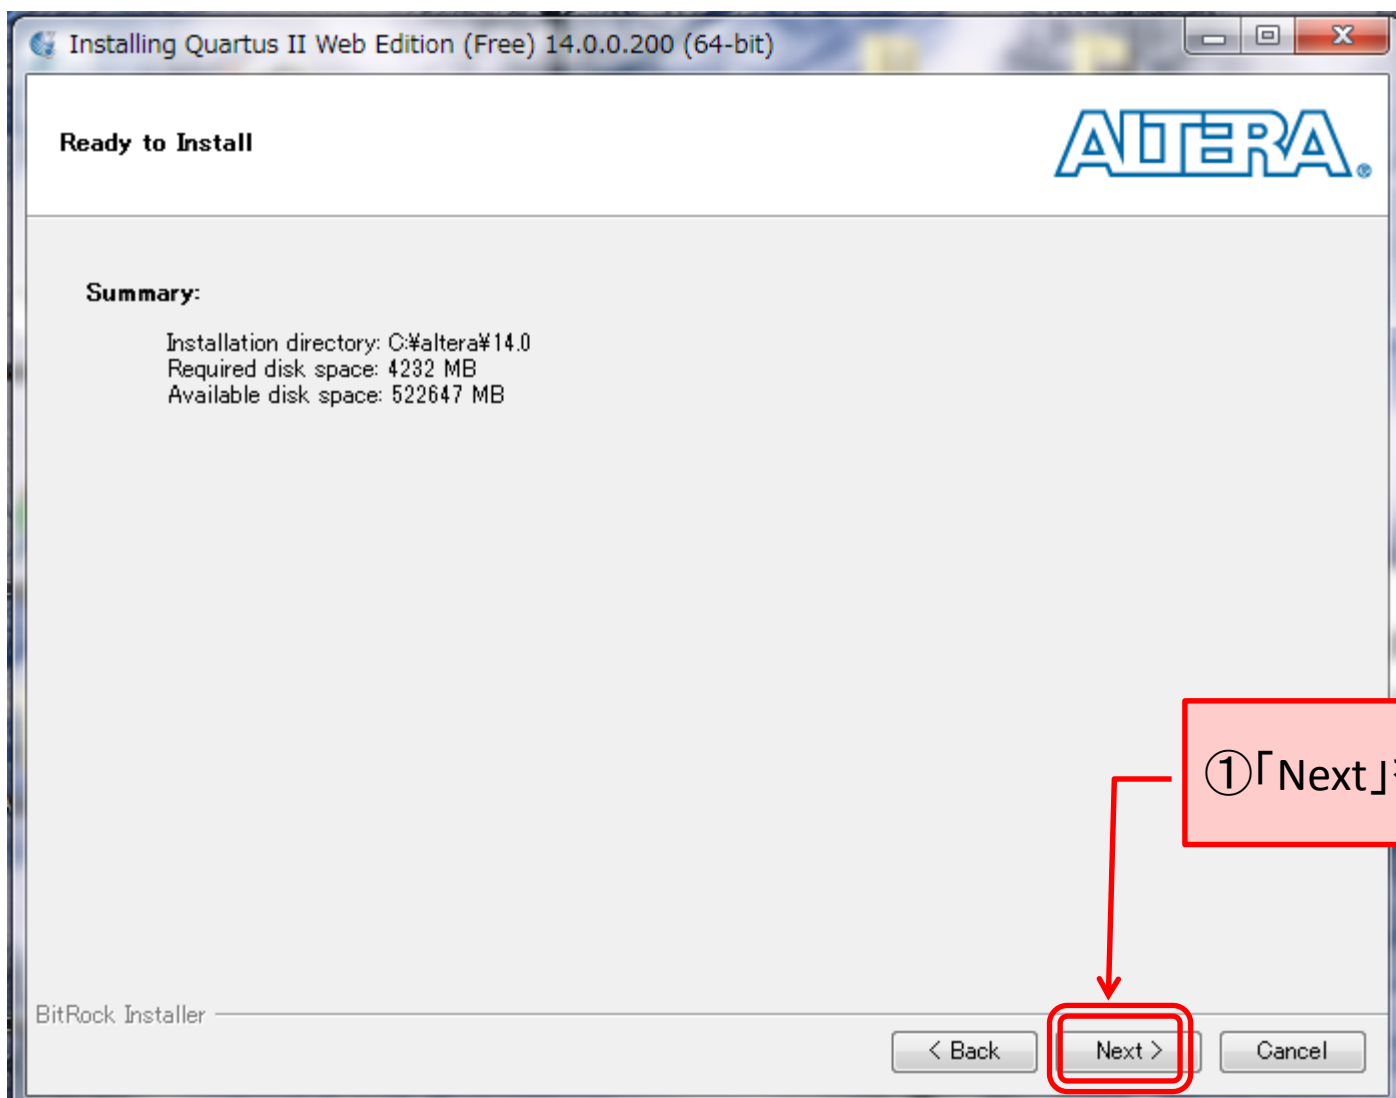 Installing Quartus II Web Edition (Free) 14.0.0.200 (64-bit)
Ready to Install
ALTERA®
Summary:
Installation directory: C:¥altera¥14.0
Required disk space: 4232 MB
Available disk space: 522647 MB
①「Next」
BitRock Installer
< Back
Next >
Cancel